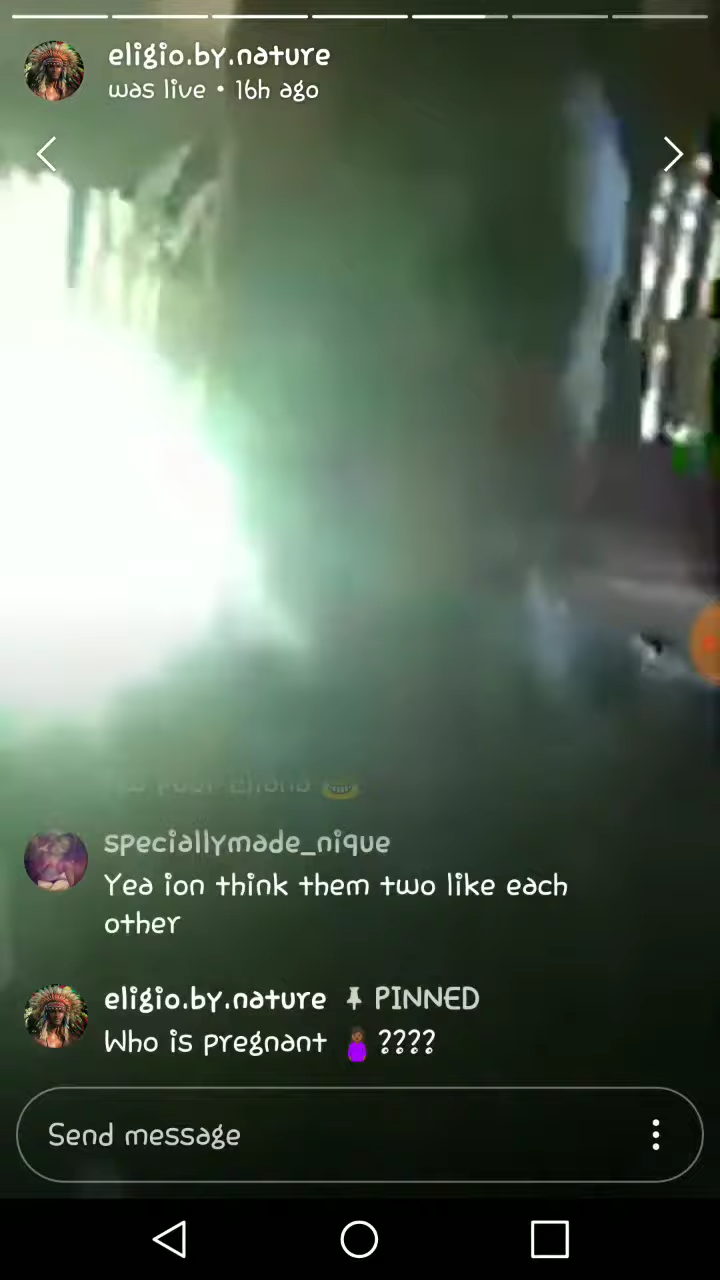 eligio.by.nature
was live • 16h ago
speciallymade_nique
Yea ion think them two like each
other
eligio.by.nature PINNED
Who is pregnant 🤰🏾????
Send message